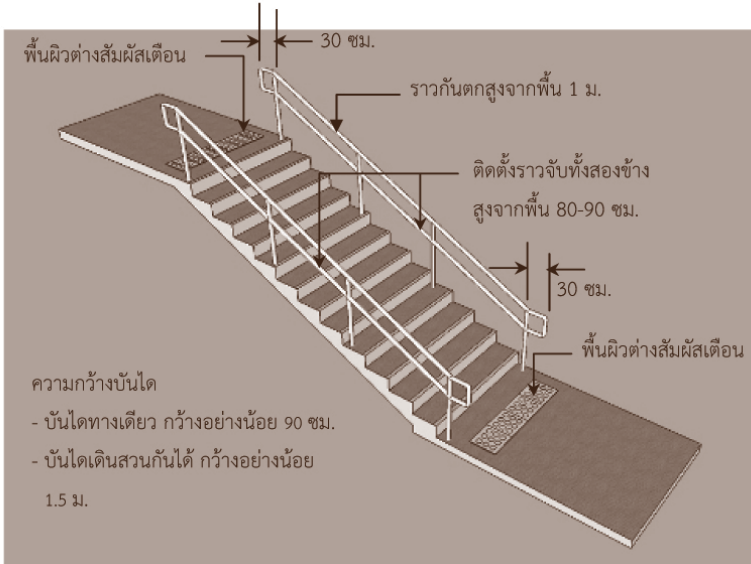 30 ซม.
พื้นผิวต่างสัมผัสเตือน
ราวกันตกสูงจากพื้น 1 ม.
ติดตั้งราวจับทั้งสองข้าง
สูงจากพื้น 80-90 ซม.
30 ซม.
พื้นผิวต่างสัมผัสเตือน
ความกว้างบันได
- บันไดทางเดียว กว้างอย่างน้อย 90 ซม.
- บันไดเดินสวนกันได้ กว้างอย่างน้อย
1.5 ม.